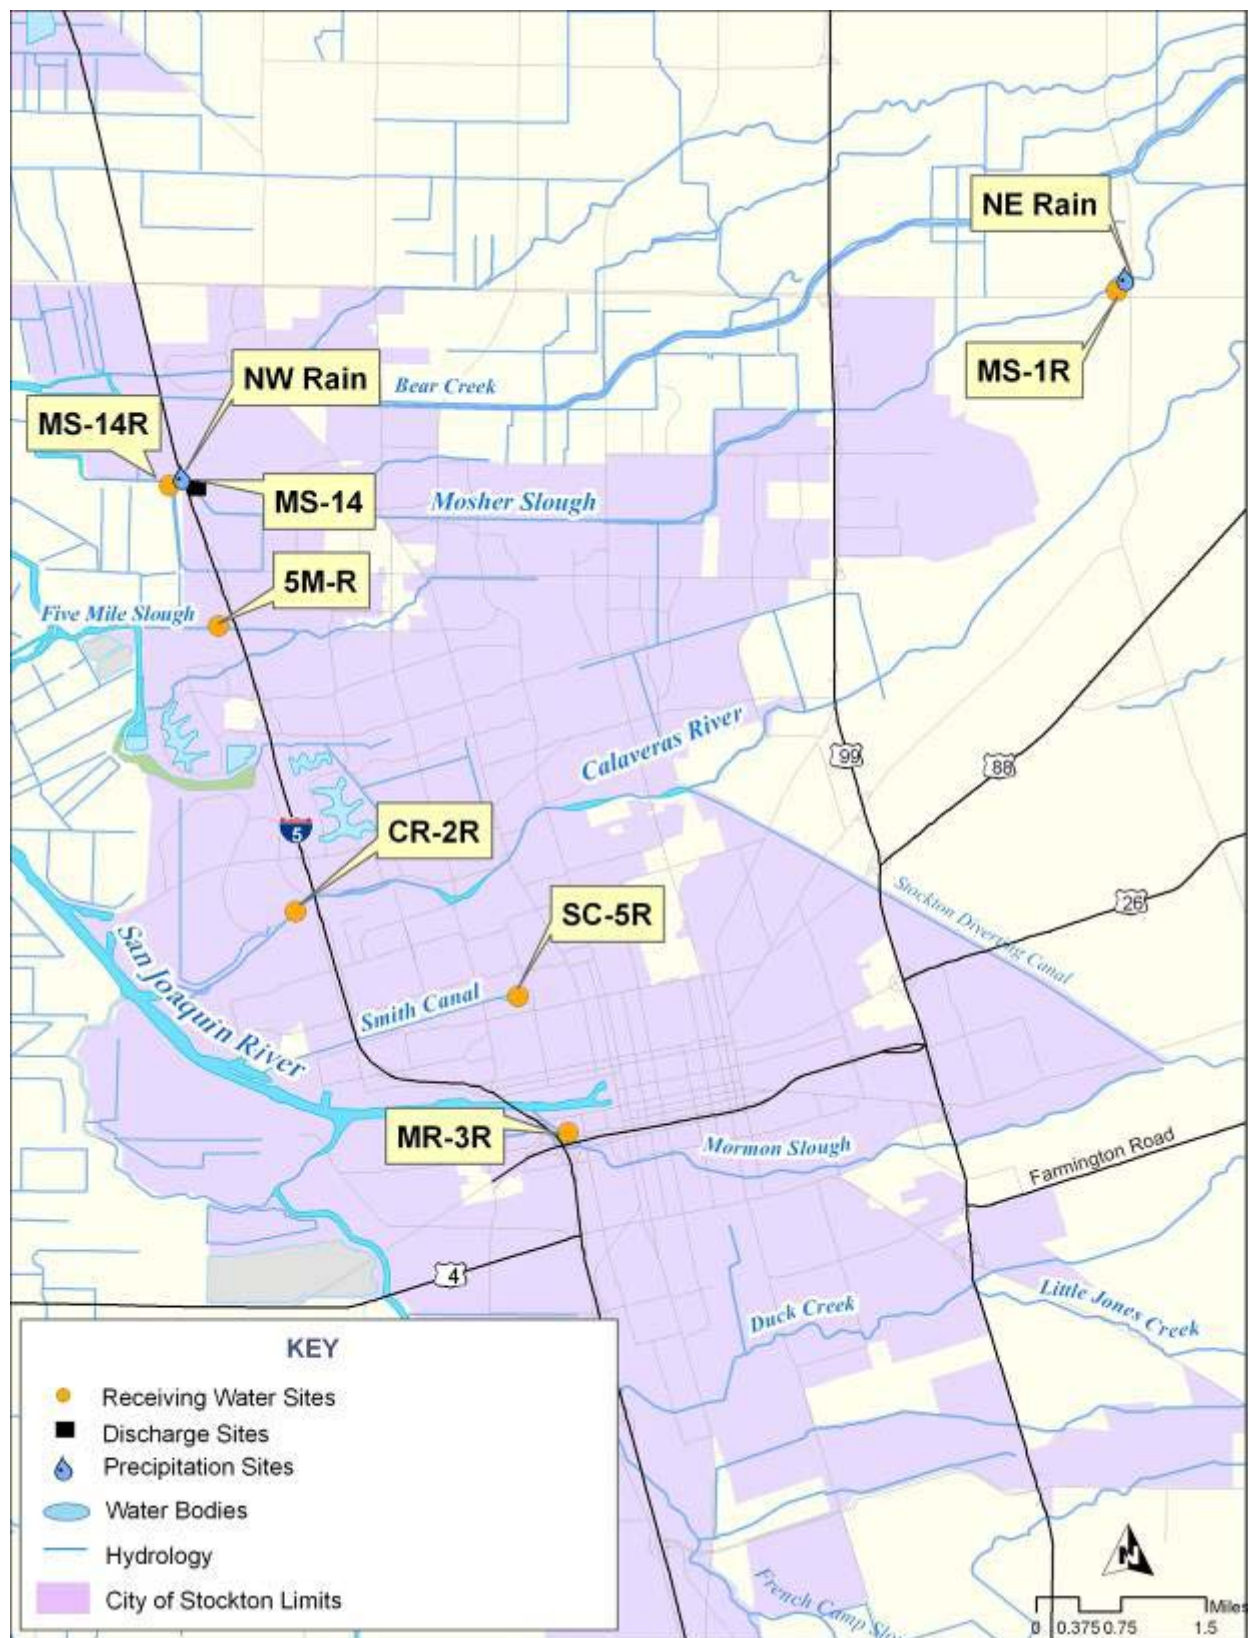 NE Rain
MS-1R
NW Rain
Bear Creek
MS-14R
MS-14
Mosher Slough
5M-R
Five Mile Slough
Calaveras River
99
88
5
CR-2R
Stockton Diverting Canal
26
SC-5R
San Joaquin River
Smith Canal
MR-3R
Mormon Slough
Farmington Road
4
Duck Creek
Little Jones Creek
KEY
Receiving Water Sites
Discharge Sites
Precipitation Sites
Water Bodies
Hydrology
City of Stockton Limits
French Camp
N
Miles
0 0.375 0.75 1.5